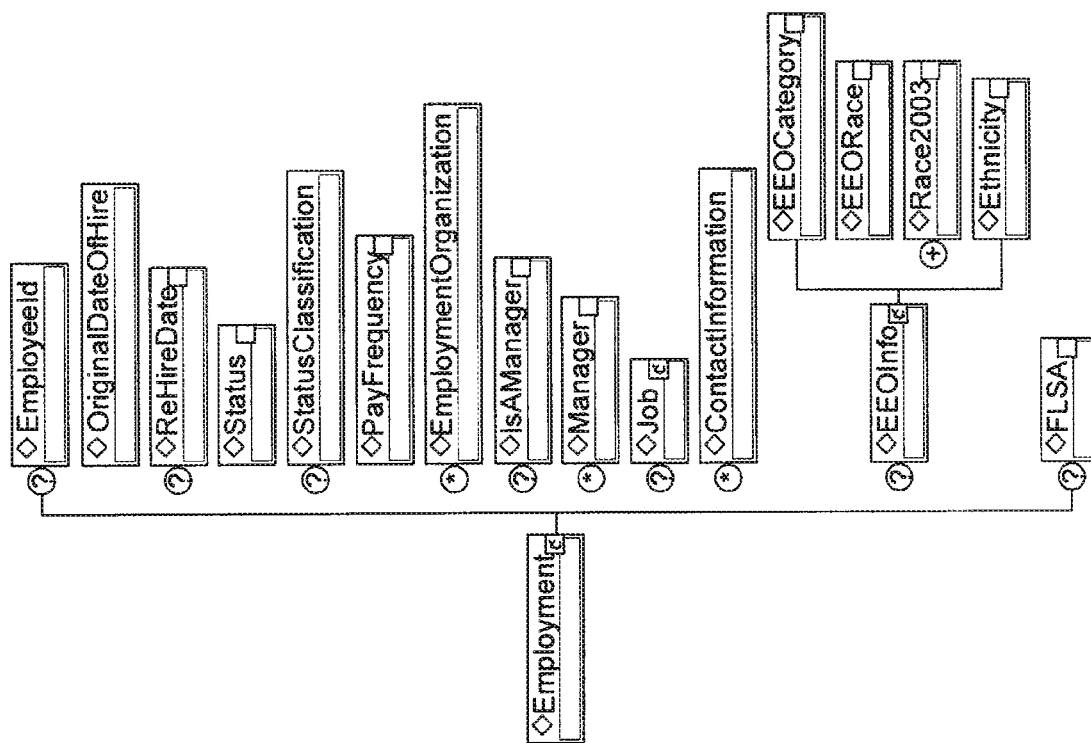 ◇Employment
c
? ◇EmployeeId
◇OriginalDateOfHire
? ◇ReHireDate
◇Status
? ◇StatusClassification
◇PayFrequency
* ◇EmploymentOrganization
? ◇IsAManager
* ◇Manager
? ◇Job
c
* ◇ContactInformation
? ◇EEOInfo
c
◇EEOCategory
◇EEORace
+ ◇Race2003
◇Ethnicity
? ◇FLSA